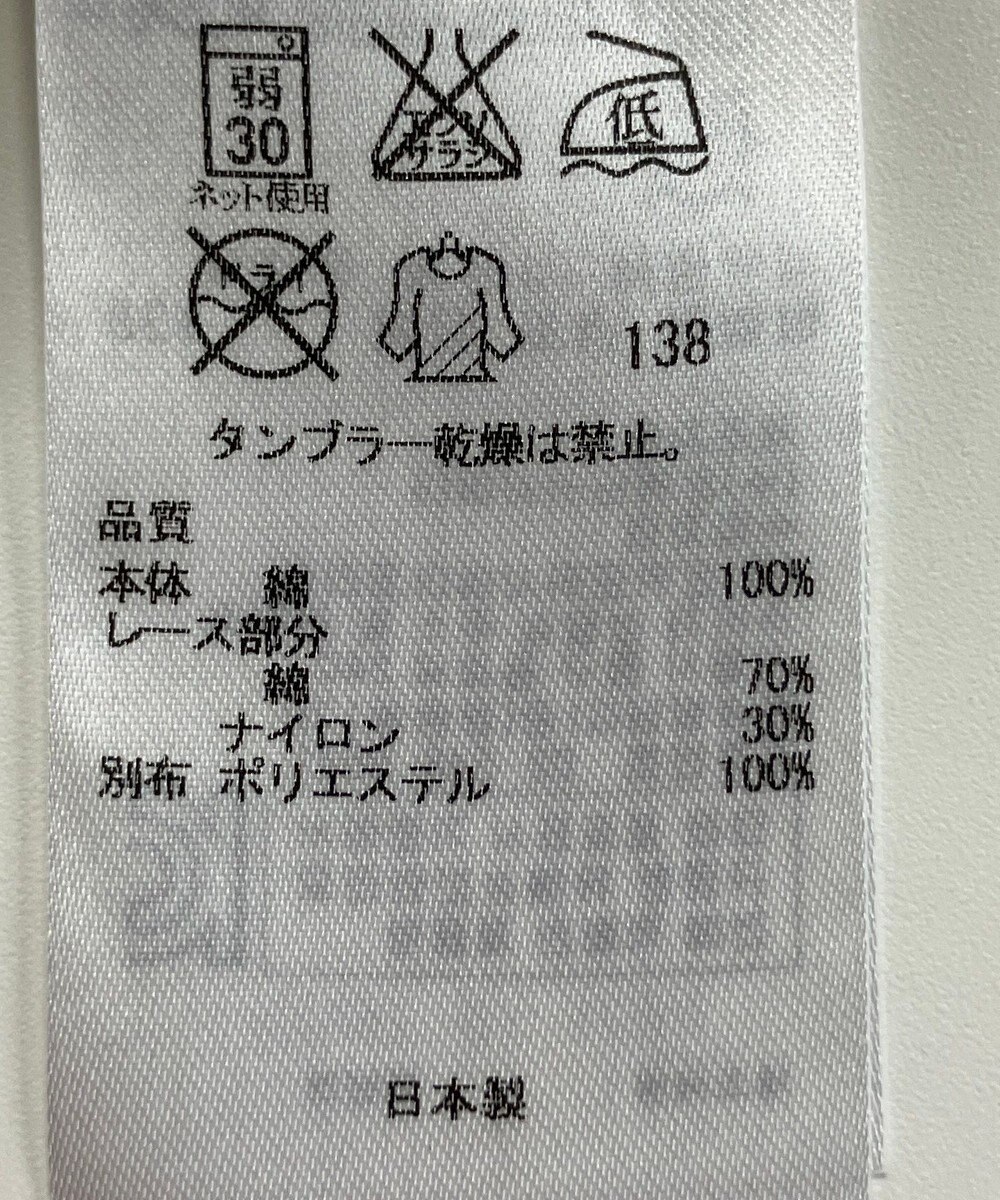 弱
30
ネット使用
エンソ
サラシ
低
ドライ
138
タンブラー乾燥は禁止。
品質
本体 綿 100%
レース部分
綿 70%
ナイロン 30%
別布 ポリエステル 100%
日本製